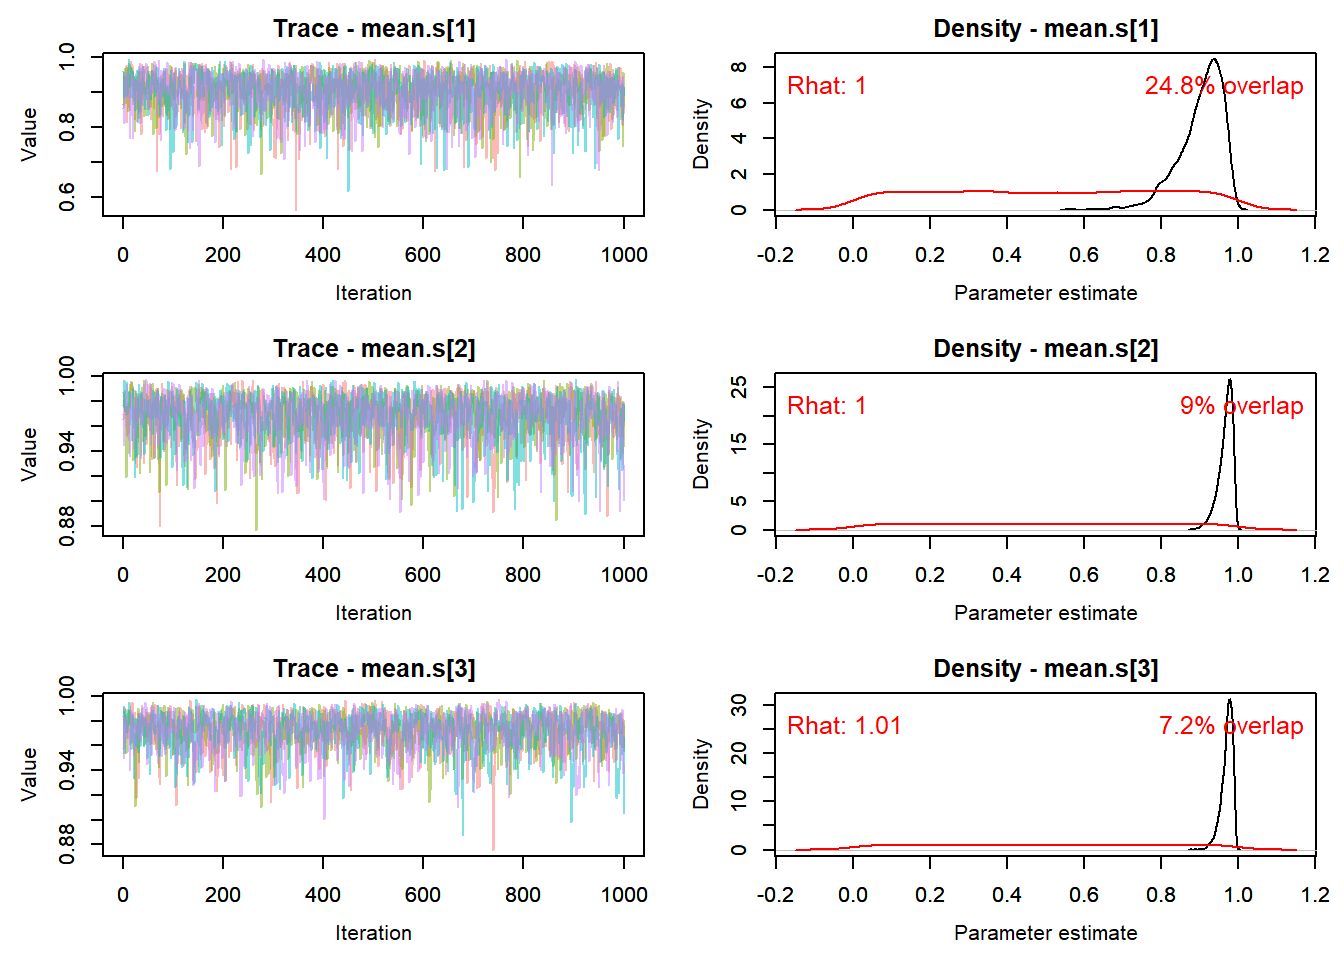 Trace - mean.s[1]
Value
0.6 0.8 1.0
0 200 400 600 800 1000
Iteration
Density - mean.s[1]
Rhat: 1 24.8% overlap
Density
0 2 4 6 8
-0.2 0.0 0.2 0.4 0.6 0.8 1.0 1.2
Parameter estimate
Trace - mean.s[2]
Value
0.88 0.94 1.00
0 200 400 600 800 1000
Iteration
Density - mean.s[2]
Rhat: 1 9% overlap
Density
0 5 15 25
-0.2 0.0 0.2 0.4 0.6 0.8 1.0 1.2
Parameter estimate
Trace - mean.s[3]
Value
0.88 0.94 1.00
0 200 400 600 800 1000
Iteration
Density - mean.s[3]
Rhat: 1.01 7.2% overlap
Density
0 10 20 30
-0.2 0.0 0.2 0.4 0.6 0.8 1.0 1.2
Parameter estimate